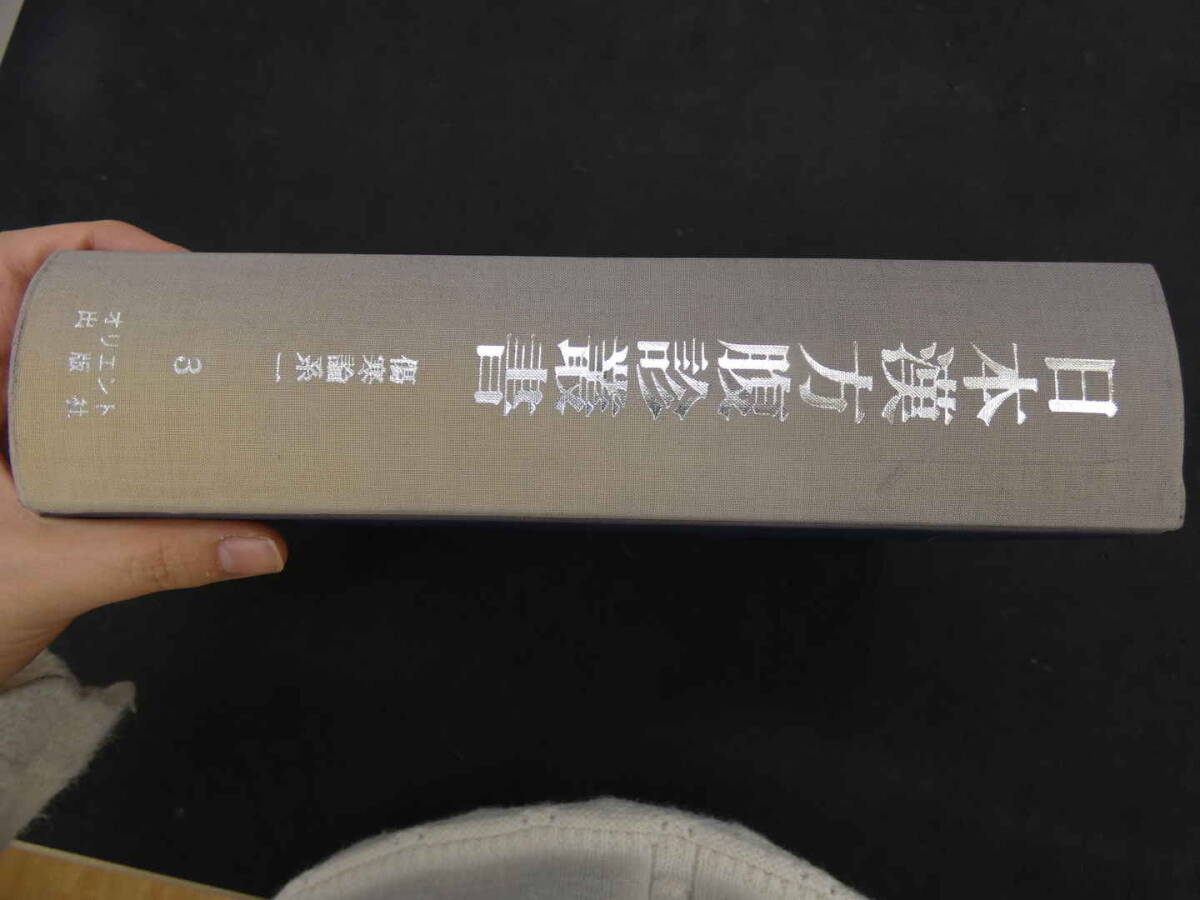 日本漢方腹診叢書
傷寒論系一
3
オリエント
出版社